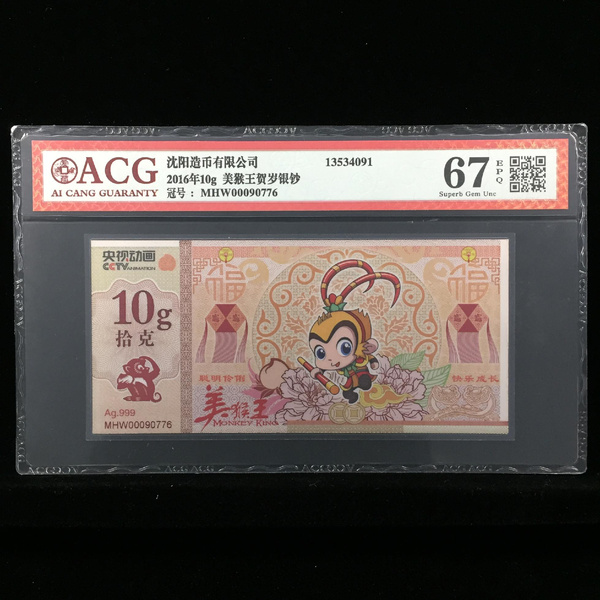 ACG
AI CANG GUARANTY
沈阳造币有限公司
13534091
2016年10g 美猴王贺岁银钞
冠号：MHW00090776
67
EPQ
Superb Gem Unc
央视动画
CCTV ANIMATION
10g
拾克
Ag.999
MHW00090776
福
福
聪明伶俐
快乐成长
美猴王
MONKEY KING